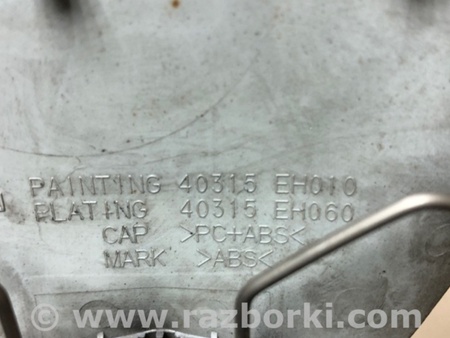 PAINTING 40315 EH010
PLATING 40315 EH060
CAP >PC+ABS<
MARK >ABS<
www.razborki.com